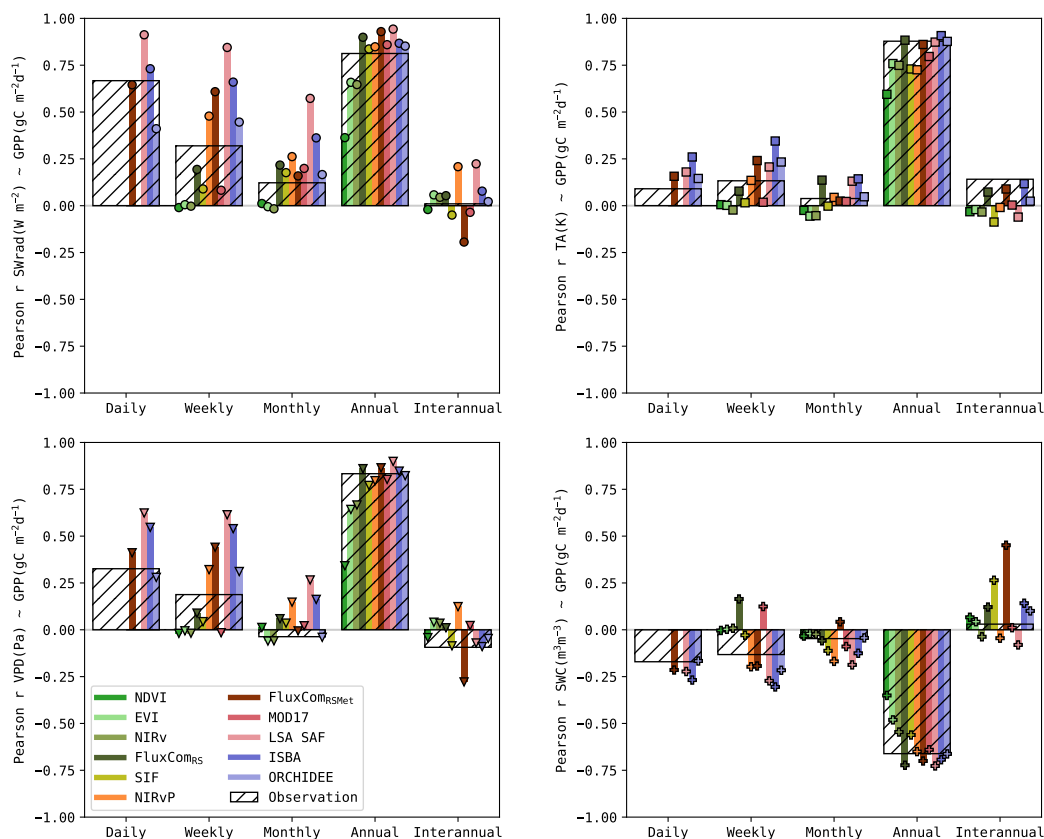 Pearson r SWrad(W m⁻²) ~ GPP(gC m⁻²d⁻¹)
1.00
0.75
0.50
0.25
0.00
−0.25
−0.50
−0.75
−1.00
Daily Weekly Monthly Annual Interannual
Pearson r TA(K) ~ GPP(gC m⁻²d⁻¹)
1.00
0.75
0.50
0.25
0.00
−0.25
−0.50
−0.75
−1.00
Daily Weekly Monthly Annual Interannual
Pearson r VPD(Pa) ~ GPP(gC m⁻²d⁻¹)
1.00
0.75
0.50
0.25
0.00
−0.25
−0.50
−0.75
−1.00
NDVI
EVI
NIRv
FluxCom_RS
SIF
NIRvP
FluxCom_RSMet
MOD17
LSA SAF
ISBA
ORCHIDEE
Observation
Daily Weekly Monthly Annual Interannual
Pearson r SWC(m³m⁻³) ~ GPP(gC m⁻²d⁻¹)
1.00
0.75
0.50
0.25
0.00
−0.25
−0.50
−0.75
−1.00
Daily Weekly Monthly Annual Interannual